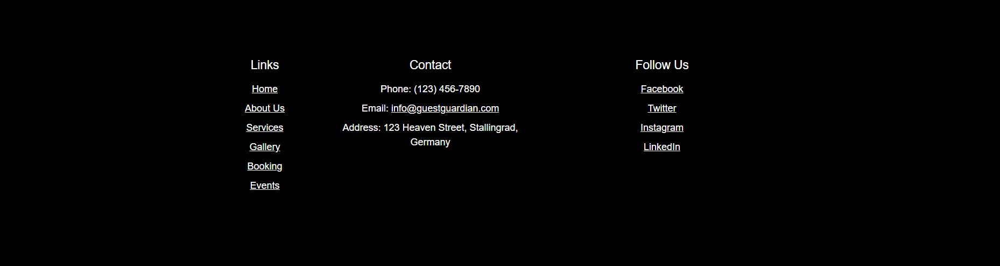 Links
Home
About Us
Services
Gallery
Booking
Events
Contact
Phone: (123) 456-7890
Email: info@guestguardian.com
Address: 123 Heaven Street, Stallingrad,
Germany
Follow Us
Facebook
Twitter
Instagram
LinkedIn